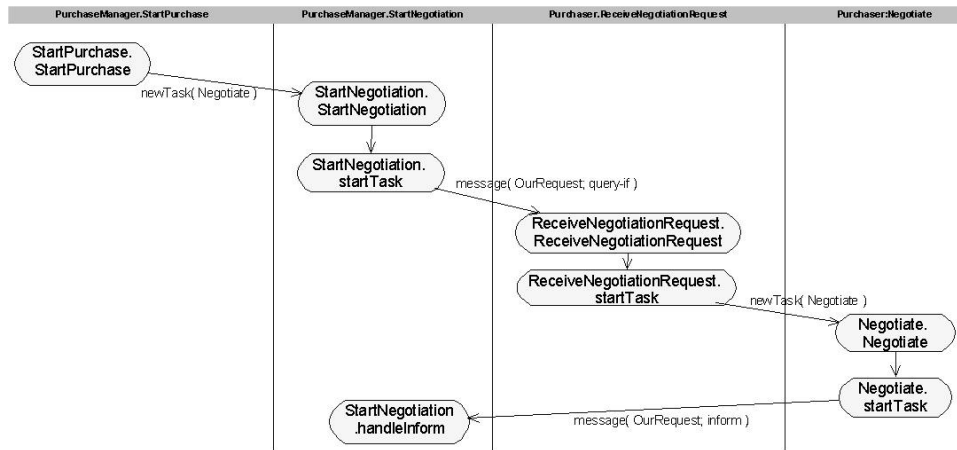 PurchaseManager.StartPurchase
PurchaseManager.StartNegotiation
Purchaser.ReceiveNegotiationRequest
Purchaser:Negotiate
StartPurchase.
StartPurchase
newTask( Negotiate )
StartNegotiation.
StartNegotiation
StartNegotiation.
startTask
message( OurRequest; query-if )
ReceiveNegotiationRequest.
ReceiveNegotiationRequest
ReceiveNegotiationRequest.
startTask
newTask( Negotiate )
Negotiate.
Negotiate
Negotiate.
startTask
StartNegotiation
.handleInform
message( OurRequest; inform )